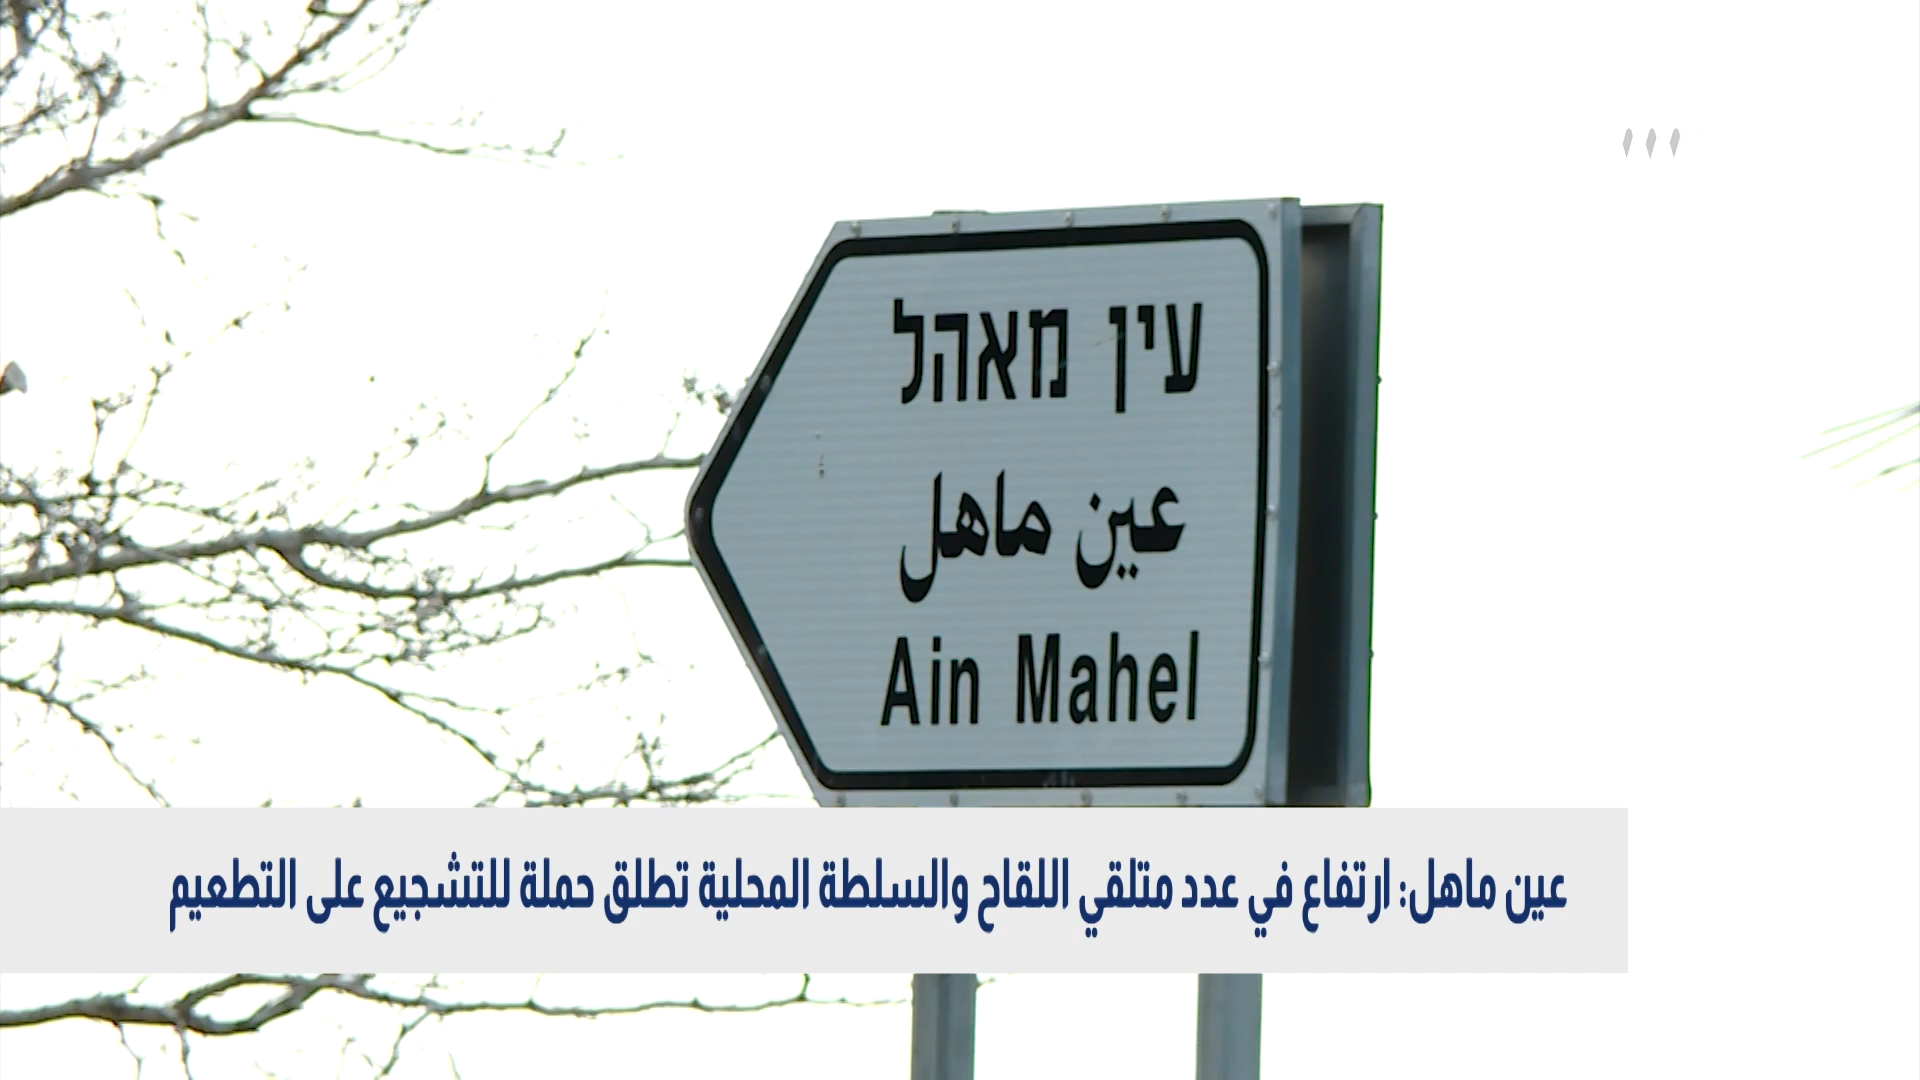 עין מאהל
عين ماهل
Ain Mahel
عين ماهل: ارتفاع في عدد متلقي اللقاح والسلطة المحلية تطلق حملة للتشجيع على التطعيم